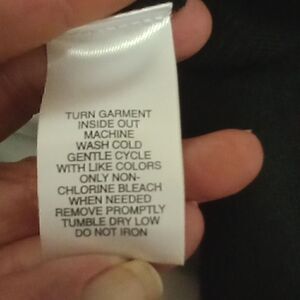 TURN GARMENT
INSIDE OUT
MACHINE
WASH COLD
GENTLE CYCLE
WITH LIKE COLORS
ONLY NON-
CHLORINE BLEACH
WHEN NEEDED
REMOVE PROMPTLY
TUMBLE DRY LOW
DO NOT IRON